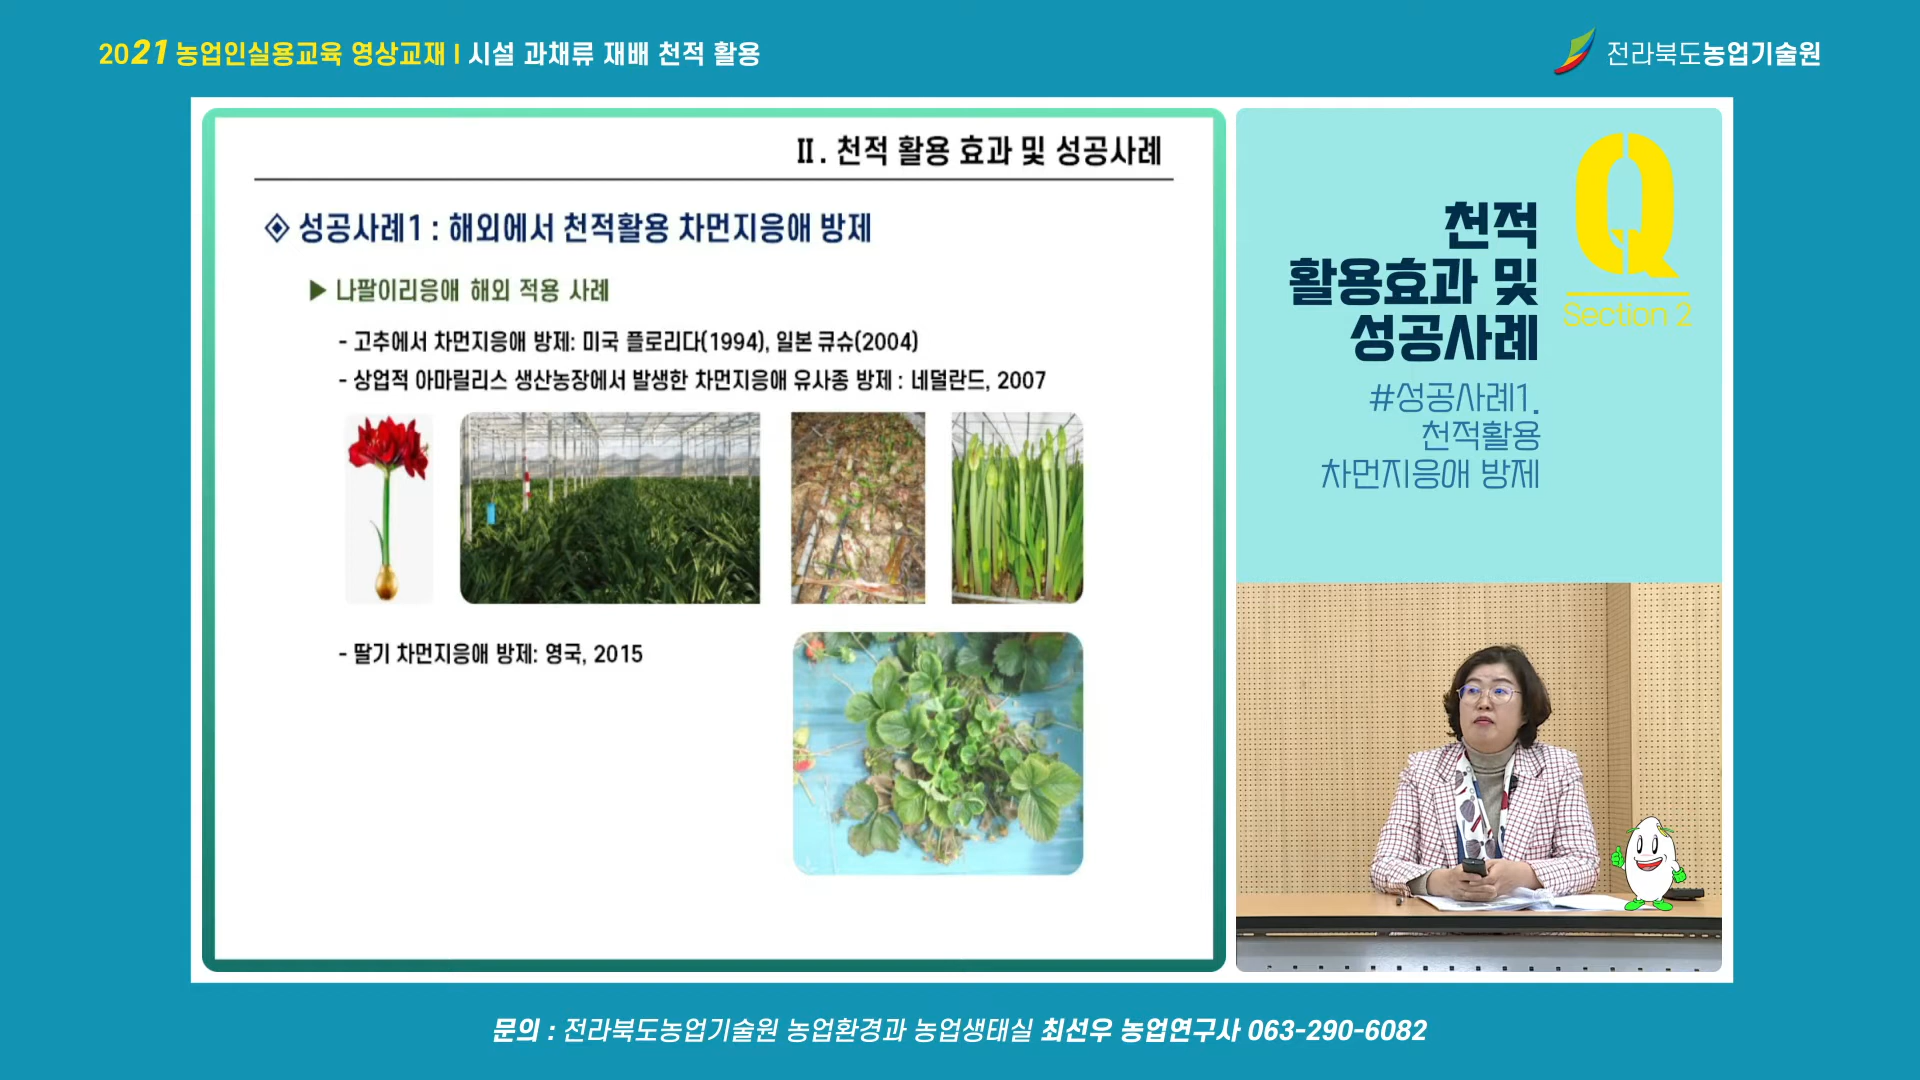 2021 농업인실용교육 영상교재 I 시설 과채류 재배 천적 활용
전라북도농업기술원
Ⅱ. 천적 활용 효과 및 성공사례
성공사례1 : 해외에서 천적활용 차먼지응애 방제
▶ 나팔이리응애 해외 적용 사례
- 고추에서 차먼지응애 방제: 미국 플로리다(1994), 일본 큐슈(2004)
- 상업적 아마릴리스 생산농장에서 발생한 차먼지응애 유사종 방제 : 네덜란드, 2007
- 딸기 차먼지응애 방제: 영국, 2015
Q
Section 2
천적
활용효과 및
성공사례
#성공사례1.
천적활용
차먼지응애 방제
문의 : 전라북도농업기술원 농업환경과 농업생태실 최선우 농업연구사 063-290-6082